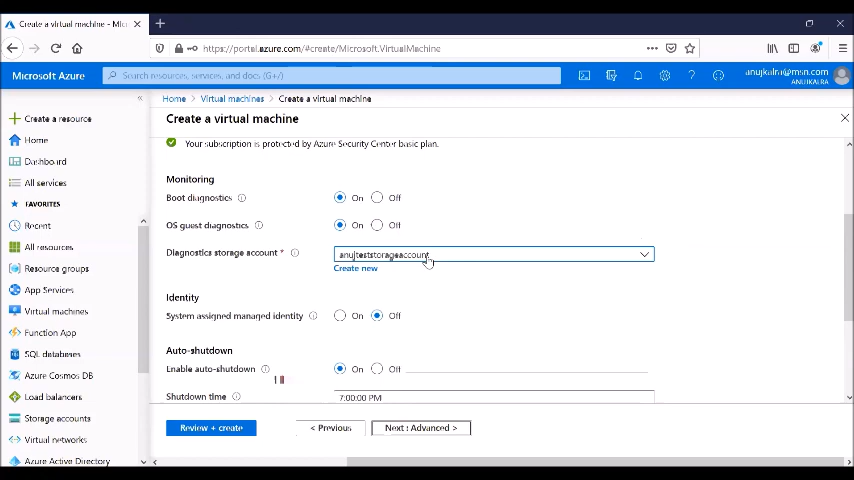 Create a virtual machine - Mic
https://portal.azure.com/#create/Microsoft.VirtualMachine
Microsoft Azure
Search resources, services, and docs (G+/)
anujkalra@msn.com
ANUJKALRA
Home > Virtual machines > Create a virtual machine
Create a virtual machine
Your subscription is protected by Azure Security Center basic plan.
Monitoring
Boot diagnostics On Off
OS guest diagnostics On Off
Diagnostics storage account * anujteststorageaccount
Create new
Identity
System assigned managed identity On Off
Auto-shutdown
Enable auto-shutdown On Off
Shutdown time 7:00:00 PM
Review + create < Previous Next : Advanced >
Create a resource
Home
Dashboard
All services
FAVORITES
Recent
All resources
Resource groups
App Services
Virtual machines
Function App
SQL databases
Azure Cosmos DB
Load balancers
Storage accounts
Virtual networks
Azure Active Directory